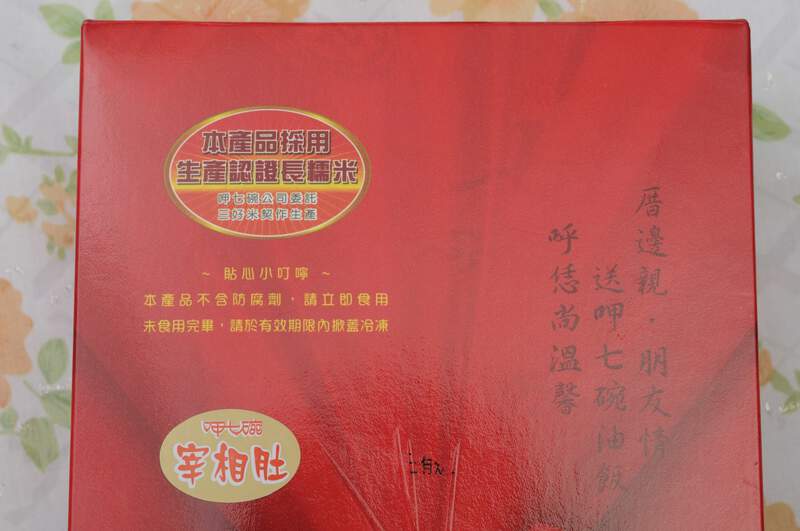 本產品採用
生產認證長糯米
呷七碗公司委託
三好米契作生產
~ 貼心小叮嚀 ~
本產品不含防腐劑，請立即食用
未食用完畢，請於有效期限內掀蓋冷凍
厝邊親．朋友情
送呷七碗油飯
呼恁尚溫馨
呷七碗
宰相肚